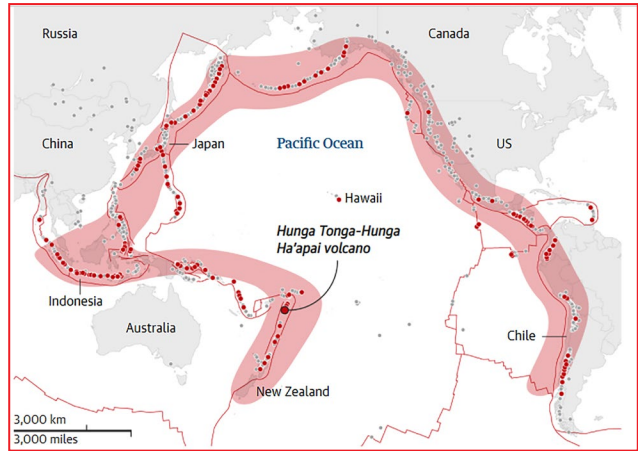 Russia
Canada
China
Japan
Pacific Ocean
US
Hawaii
Hunga Tonga-Hunga
Ha'apai volcano
Indonesia
Australia
Chile
New Zealand
3,000 km
3,000 miles